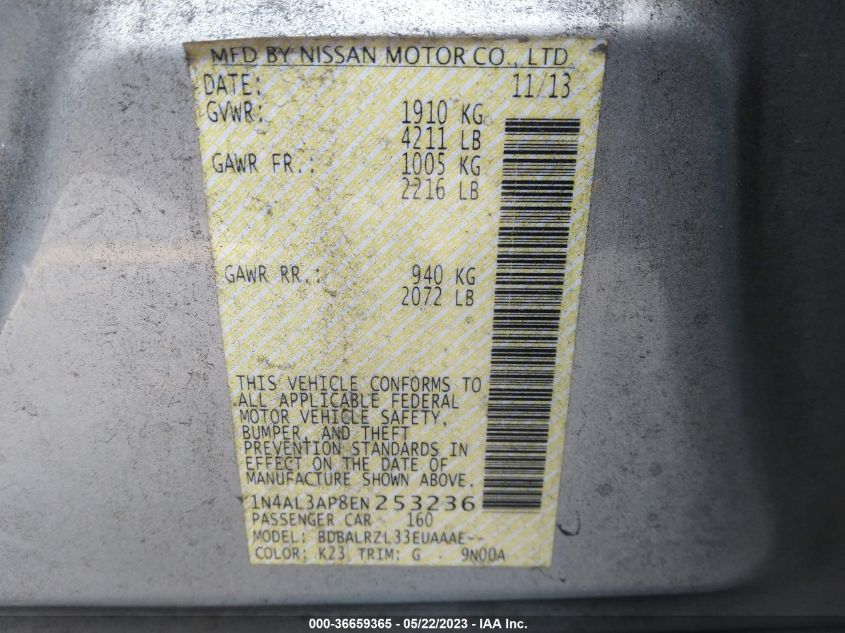 MFD BY NISSAN MOTOR CO., LTD
DATE: 11/13
GVWR: 1910 KG
4211 LB
GAWR FR.: 1005 KG
2216 LB
GAWR RR.: 940 KG
2072 LB
THIS VEHICLE CONFORMS TO
ALL APPLICABLE FEDERAL
MOTOR VEHICLE SAFETY,
BUMPER, AND THEFT
PREVENTION STANDARDS IN
EFFECT ON THE DATE OF
MANUFACTURE SHOWN ABOVE.
1N4AL3AP8EN 253236
PASSENGER CAR 160
MODEL: BDBALRZL33EUAAAE--
COLOR: K23 TRIM: G - 9N00A
000-36659365 - 05/22/2023 - IAA Inc.